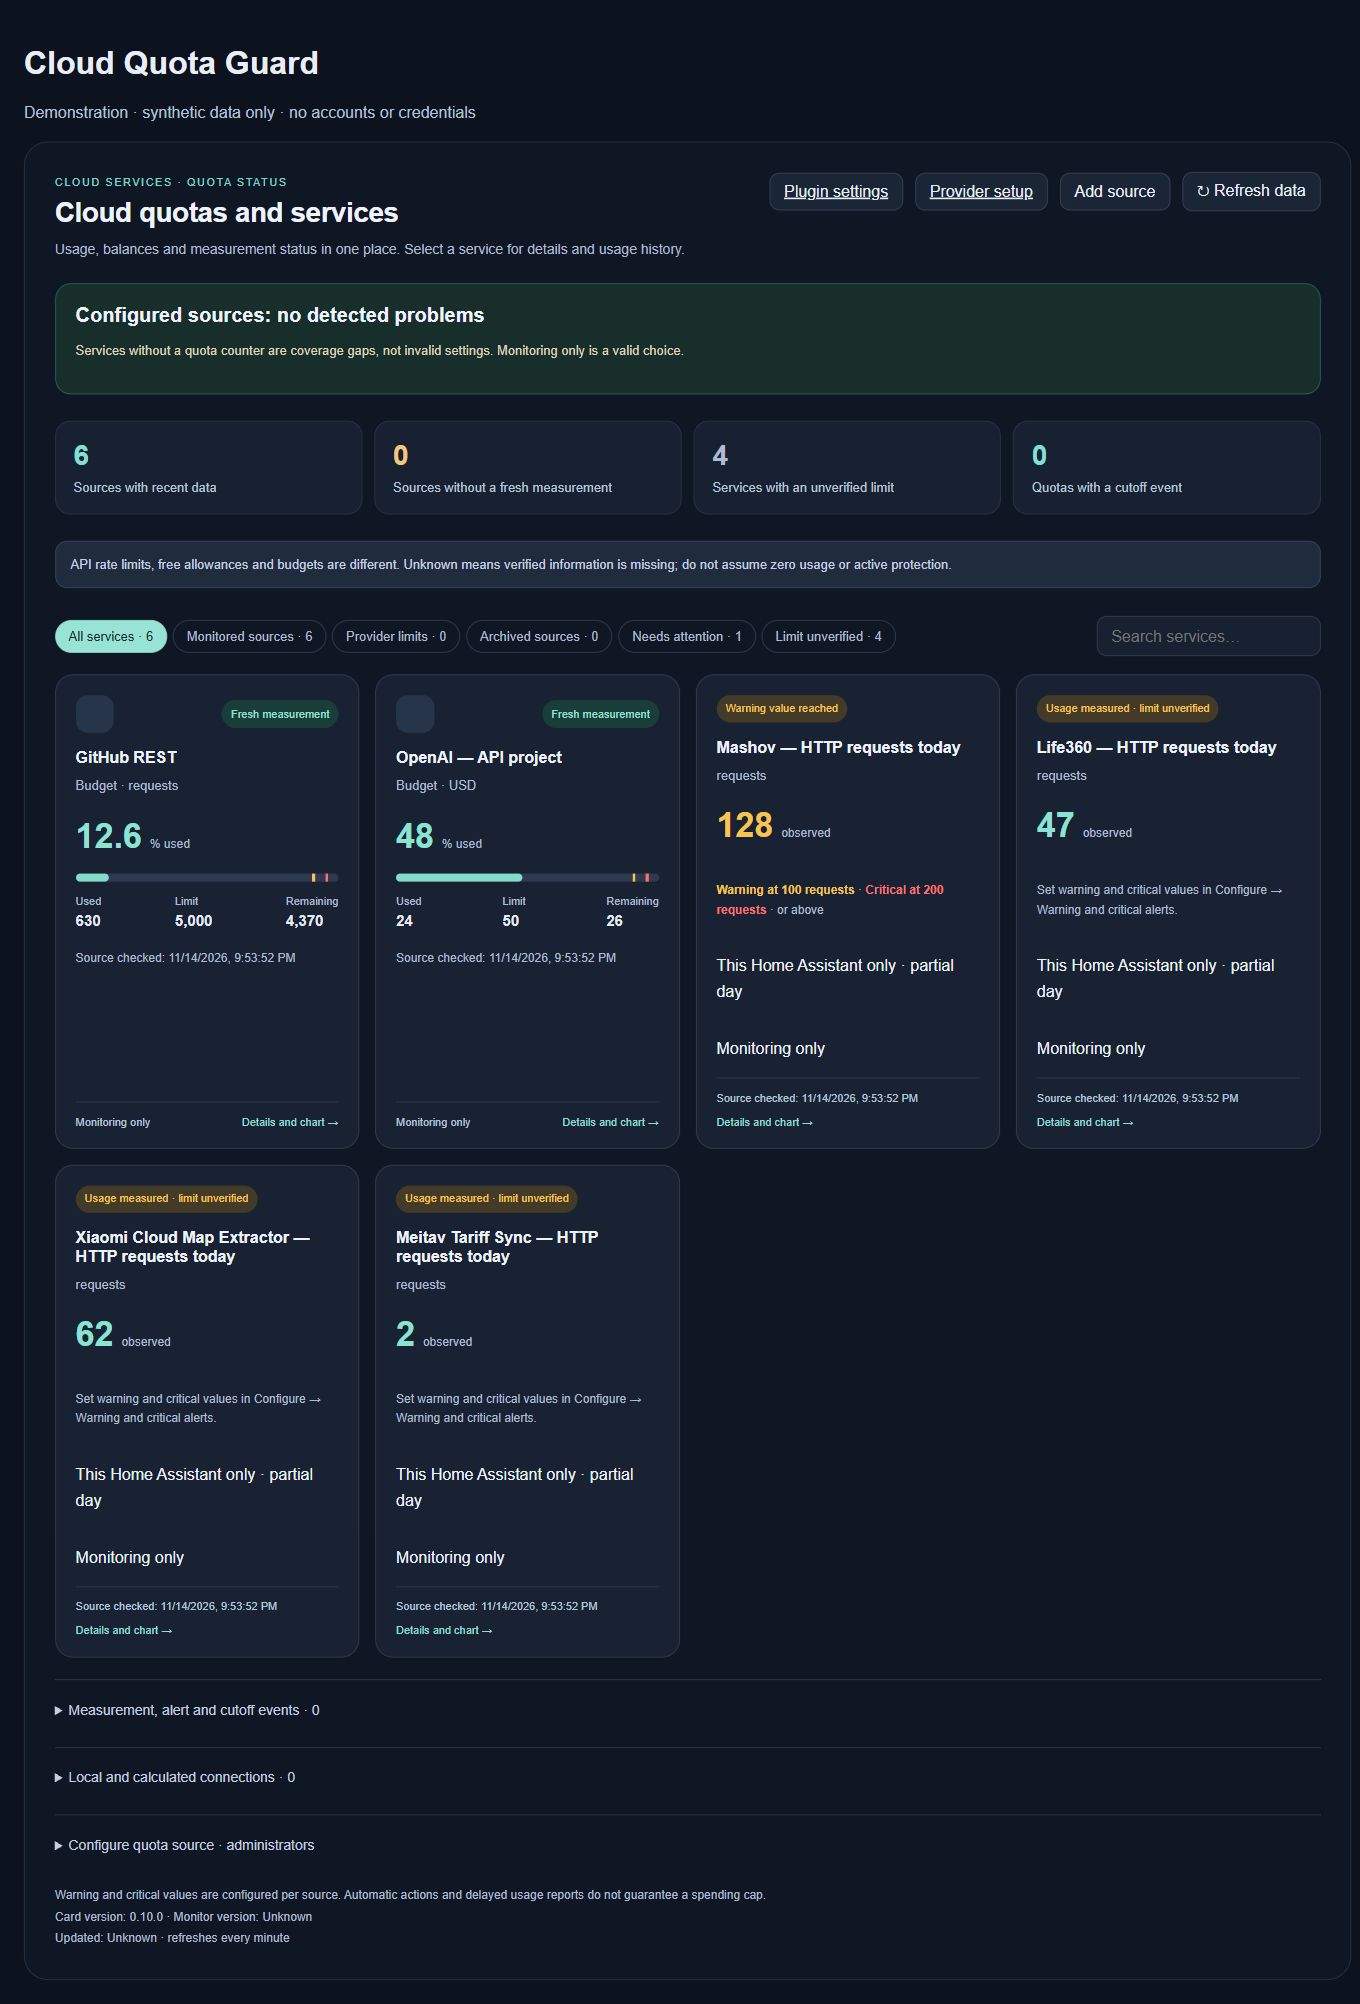 Cloud Quota Guard
Demonstration · synthetic data only · no accounts or credentials
CLOUD SERVICES · QUOTA STATUS
Cloud quotas and services
Usage, balances and measurement status in one place. Select a service for details and usage history.
Plugin settings
Provider setup
Add source
↻ Refresh data
Configured sources: no detected problems
Services without a quota counter are coverage gaps, not invalid settings. Monitoring only is a valid choice.
6
Sources with recent data
0
Sources without a fresh measurement
4
Services with an unverified limit
0
Quotas with a cutoff event
API rate limits, free allowances and budgets are different. Unknown means verified information is missing; do not assume zero usage or active protection.
All services · 6
Monitored sources · 6
Provider limits · 0
Archived sources · 0
Needs attention · 1
Limit unverified · 4
Search services...
Fresh measurement
GitHub REST
Budget · requests
12.6 % used
Used Limit Remaining
630 5,000 4,370
Source checked: 11/14/2026, 9:53:52 PM
Monitoring only
Details and chart →
Fresh measurement
OpenAI — API project
Budget · USD
48 % used
Used Limit Remaining
24 50 26
Source checked: 11/14/2026, 9:53:52 PM
Monitoring only
Details and chart →
Warning value reached
Mashov — HTTP requests today
requests
128 observed
Warning at 100 requests · Critical at 200
requests · or above
This Home Assistant only · partial
day
Monitoring only
Source checked: 11/14/2026, 9:53:52 PM
Details and chart →
Usage measured · limit unverified
Life360 — HTTP requests today
requests
47 observed
Set warning and critical values in Configure →
Warning and critical alerts.
This Home Assistant only · partial
day
Monitoring only
Source checked: 11/14/2026, 9:53:52 PM
Details and chart →
Usage measured · limit unverified
Xiaomi Cloud Map Extractor —
HTTP requests today
requests
62 observed
Set warning and critical values in Configure →
Warning and critical alerts.
This Home Assistant only · partial
day
Monitoring only
Source checked: 11/14/2026, 9:53:52 PM
Details and chart →
Usage measured · limit unverified
Meitav Tariff Sync — HTTP
requests today
requests
2 observed
Set warning and critical values in Configure →
Warning and critical alerts.
This Home Assistant only · partial
day
Monitoring only
Source checked: 11/14/2026, 9:53:52 PM
Details and chart →
▶ Measurement, alert and cutoff events · 0
▶ Local and calculated connections · 0
▶ Configure quota source · administrators
Warning and critical values are configured per source. Automatic actions and delayed usage reports do not guarantee a spending cap.
Card version: 0.10.0 · Monitor version: Unknown
Updated: Unknown · refreshes every minute